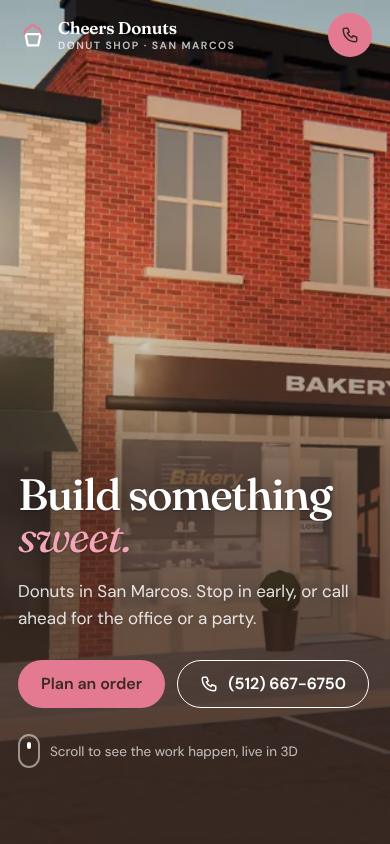 Cheers Donuts
DONUT SHOP · SAN MARCOS
BAKERY
Bakery
CLOSED
Build something
sweet.
Donuts in San Marcos. Stop in early, or call
ahead for the office or a party.
Plan an order
(512) 667-6750
Scroll to see the work happen, live in 3D